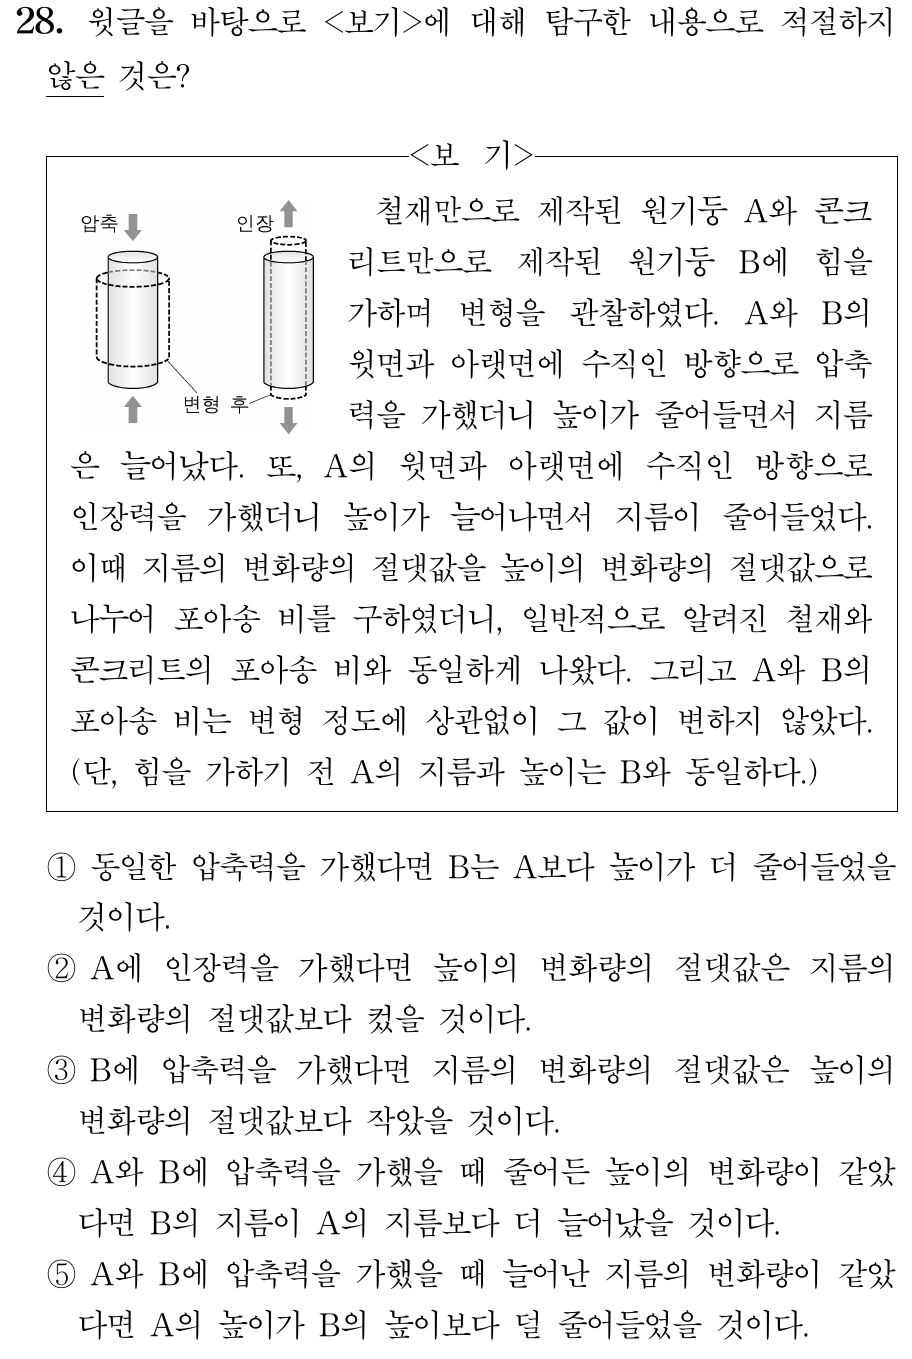 28. 윗글을 바탕으로 <보기>에 대해 탐구한 내용으로 적절하지
않은 것은?
<보 기>
압축
인장
변형 후
철재만으로 제작된 원기둥 A와 콘크
리트만으로 제작된 원기둥 B에 힘을
가하며 변형을 관찰하였다. A와 B의
윗면과 아랫면에 수직인 방향으로 압축
력을 가했더니 높이가 줄어들면서 지름
은 늘어났다. 또, A의 윗면과 아랫면에 수직인 방향으로
인장력을 가했더니 높이가 늘어나면서 지름이 줄어들었다.
이때 지름의 변화량의 절댓값을 높이의 변화량의 절댓값으로
나누어 포아송 비를 구하였더니, 일반적으로 알려진 철재와
콘크리트의 포아송 비와 동일하게 나왔다. 그리고 A와 B의
포아송 비는 변형 정도에 상관없이 그 값이 변하지 않았다.
(단, 힘을 가하기 전 A의 지름과 높이는 B와 동일하다.)
① 동일한 압축력을 가했다면 B는 A보다 높이가 더 줄어들었을
것이다.
② A에 인장력을 가했다면 높이의 변화량의 절댓값은 지름의
변화량의 절댓값보다 컸을 것이다.
③ B에 압축력을 가했다면 지름의 변화량의 절댓값은 높이의
변화량의 절댓값보다 작았을 것이다.
④ A와 B에 압축력을 가했을 때 줄어든 높이의 변화량이 같았
다면 B의 지름이 A의 지름보다 더 늘어났을 것이다.
⑤ A와 B에 압축력을 가했을 때 늘어난 지름의 변화량이 같았
다면 A의 높이가 B의 높이보다 덜 줄어들었을 것이다.